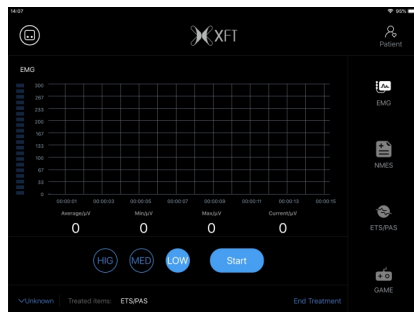 14:07
86%
XFT
Patient
EMG
300
267
233
200
167
133
100
67
33
0
00:00:01 00:00:03 00:00:05 00:00:07 00:00:09 00:00:11 00:00:13 00:00:15
Average/μV Min/μV Max/μV Current/μV
0 0 0 0
HIG MED LOW Start
Unknown Treated items: ETS/PAS End Treatment
EMG
NMES
ETS/PAS
GAME